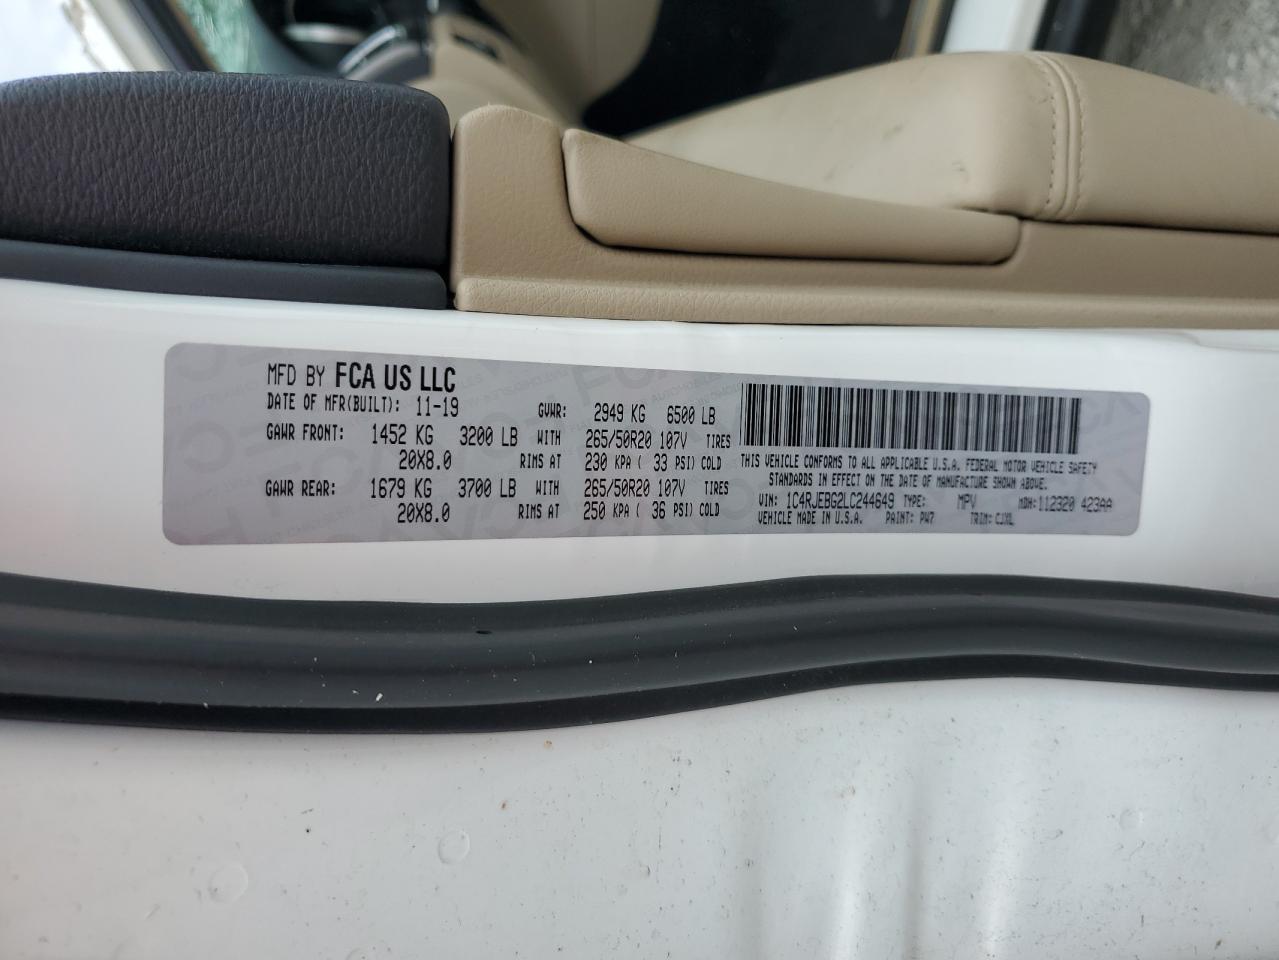 MFD BY FCA US LLC
DATE OF MFR(BUILT): 11-19 GVWR: 2949 KG 6500 LB
GAWR FRONT: 1452 KG 3200 LB WITH 265/50R20 107V TIRES
20X8.0 RIMS AT 230 KPA ( 33 PSI) COLD
GAWR REAR: 1679 KG 3700 LB WITH 265/50R20 107V TIRES
20X8.0 RIMS AT 250 KPA ( 36 PSI) COLD
THIS VEHICLE CONFORMS TO ALL APPLICABLE U.S.A. FEDERAL MOTOR VEHICLE SAFETY
STANDARDS IN EFFECT ON THE DATE OF MANUFACTURE SHOWN ABOVE.
VIN: 1C4RJEBG2LC244649 TYPE: MPV MDH: 112320 423AA
VEHICLE MADE IN U.S.A. PAINT: PW7 TRIM: CJXL